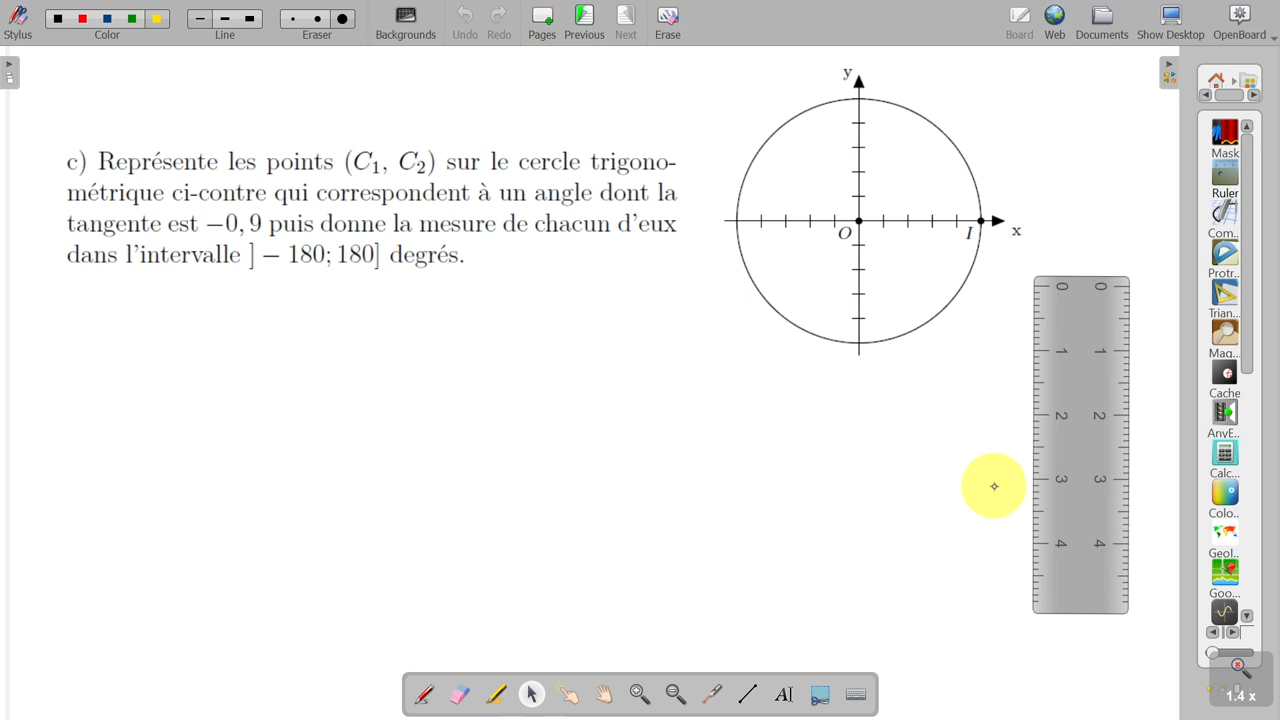 Stylus
Color
Line
Eraser
Backgrounds
Undo
Redo
Pages
Previous
Next
Erase
Board
Web
Documents
Show Desktop
OpenBoard
c) Représente les points (C₁, C₂) sur le cercle trigono-
métrique ci-contre qui correspondent à un angle dont la
tangente est −0, 9 puis donne la mesure de chacun d'eux
dans l'intervalle ] − 180; 180] degrés.
y
O
I
x
0 0
1 1
2 2
3 3
4 4
Mask
Ruler
Com..
Protr..
Trian..
Mag..
Cache
AnyE..
Calc..
Colo..
Geol..
Goo..
1.4 x
AI